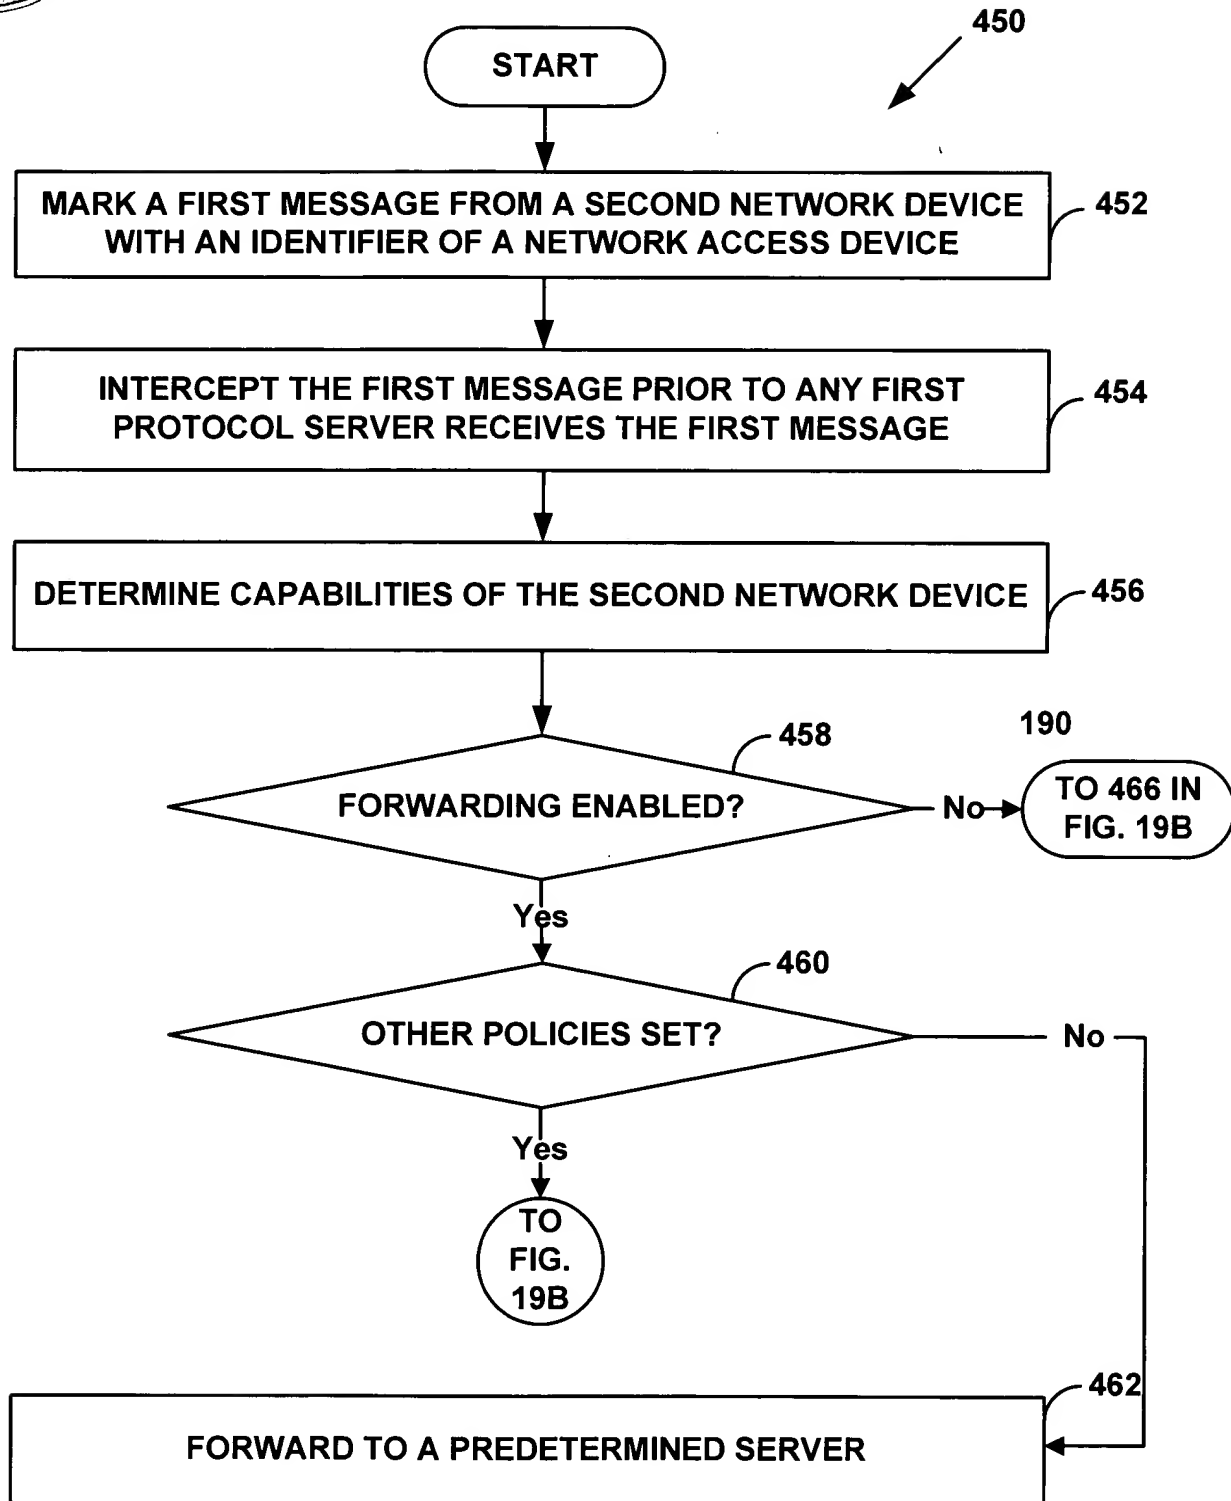 450
START
MARK A FIRST MESSAGE FROM A SECOND NETWORK DEVICE
WITH AN IDENTIFIER OF A NETWORK ACCESS DEVICE
452
INTERCEPT THE FIRST MESSAGE PRIOR TO ANY FIRST
PROTOCOL SERVER RECEIVES THE FIRST MESSAGE
454
DETERMINE CAPABILITIES OF THE SECOND NETWORK DEVICE
456
458
190
FORWARDING ENABLED?
No
TO 466 IN
FIG. 19B
Yes
460
OTHER POLICIES SET?
No
Yes
TO
FIG.
19B
462
FORWARD TO A PREDETERMINED SERVER